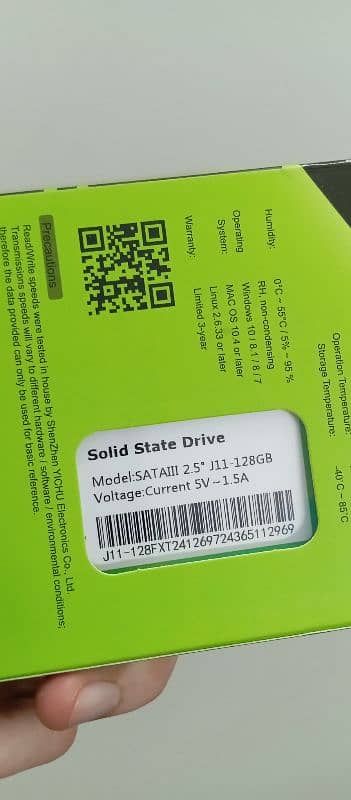 Operation Temperature:
Storage Temperature:
-40°C ~ 85°C
Humidity:
0°C ~ 55°C / 5% ~ 95 %
RH, non-condensing
Operating
System:
Windows 10 / 8.1 / 8 / 7
MAC OS 10.4 or later
Linux 2.6.33 or later
Warranty:
Limited 3-year
Precautions
Read/Write speeds were tested in house by ShenZhen YICHU Electronics Co., Ltd.
Transmissions speeds will vary to different hardware / software / environmental conditions;
therefore the data provided can only be used for basic reference.
Solid State Drive
Model:SATAIII 2.5" J11-128GB
Voltage:Current 5V⎓1.5A
J11-128FXT241269724365112969